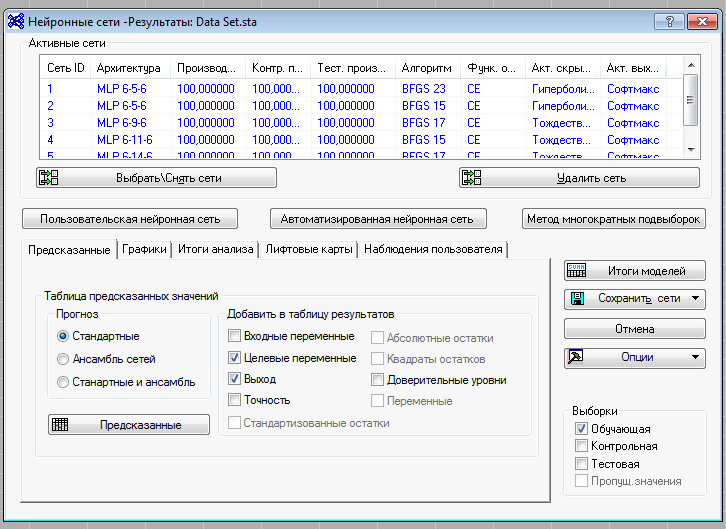 Нейронные сети -Результаты: Data Set.sta
Активные сети
Сеть ID Архитектура Производ... Контр. п... Тест. произ... Алгоритм Функ. о... Акт. скры... Акт. вых...
1 MLP 6-5-6 100,000000 100,000... 100,000000 BFGS 23 CE Гиперболи... Софтмакс
2 MLP 6-5-6 100,000000 100,000... 100,000000 BFGS 15 CE Гиперболи... Софтмакс
3 MLP 6-9-6 100,000000 100,000... 100,000000 BFGS 17 CE Тождеств... Софтмакс
4 MLP 6-11-6 100,000000 100,000... 100,000000 BFGS 15 CE Тождеств... Софтмакс
5 MLP 6-14-6 100,000000 100,000... 100,000000 BFGS 17 CE Тождеств... Софтмакс
Выбрать\Снять сети Удалить сеть
Пользовательская нейронная сеть Автоматизированная нейронная сеть Метод многократных подвыборок
Предсказанные Графики Итоги анализа Лифтовые карты Наблюдения пользователя
Таблица предсказанных значений
Прогноз
Стандартные
Ансамбль сетей
Станартные и ансамбль
Предсказанные
Добавить в таблицу результатов
Входные переменные Абсолютные остатки
Целевые переменные Квадраты остатков
Выход Доверительные уровни
Точность Переменные
Стандартизованные остатки
Итоги моделей
Сохранить сети
Отмена
Опции
Выборки
Обучающая
Контрольная
Тестовая
Пропущ.значения